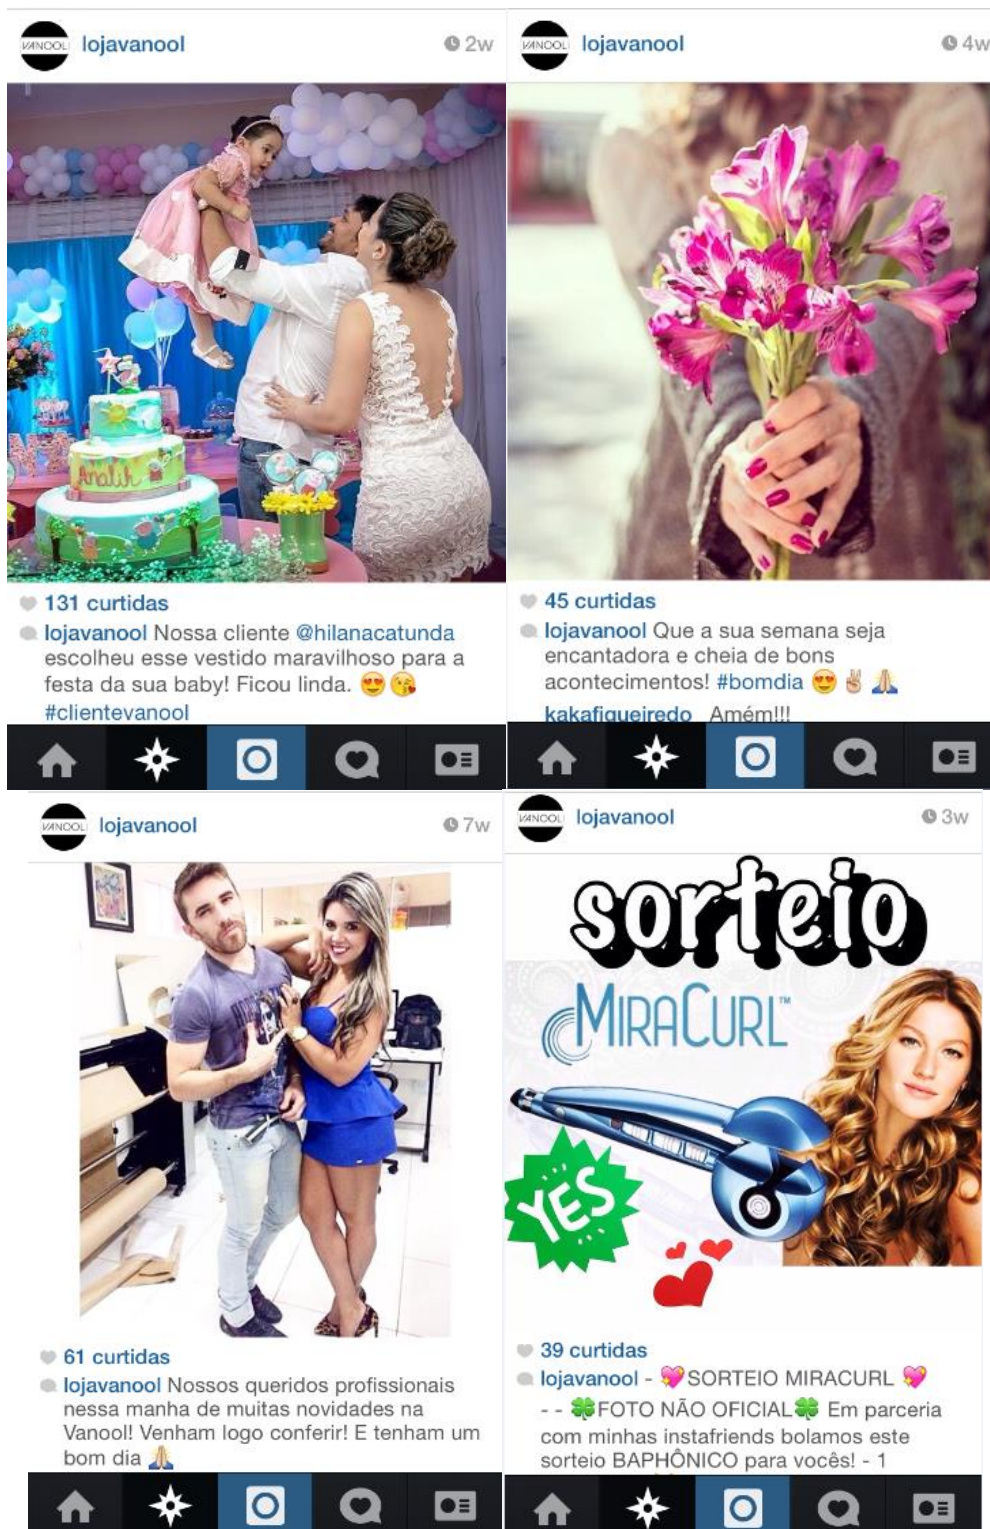 VANOOL lojavanool 2w
Analih
131 curtidas
lojavanool Nossa cliente @hilanacatunda
escolheu esse vestido maravilhoso para a
festa da sua baby! Ficou linda. 😍 😘
#clientevanool
VANOOL lojavanool 4w
45 curtidas
lojavanool Que a sua semana seja
encantadora e cheia de bons
acontecimentos! #bomdia 😍 ✌🏼 🙏🏼
kakafigueiredo Amém!!!
VANOOL lojavanool 7w
61 curtidas
lojavanool Nossos queridos profissionais
nessa manha de muitas novidades na
Vanool! Venham logo conferir! E tenham um
bom dia 🙏🏼
VANOOL lojavanool 3w
sorteio
MIRACURL™
YES
39 curtidas
lojavanool - 💖SORTEIO MIRACURL 💖
- - 🍀FOTO NÃO OFICIAL🍀 Em parceria
com minhas instafriends bolamos este
sorteio BAPHÔNICO para vocês! - 1